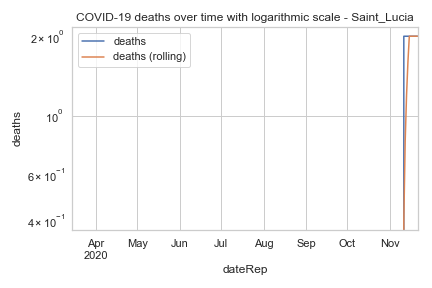 COVID-19 deaths over time with logarithmic scale - Saint_Lucia
deaths
deaths (rolling)
2 × 10⁰
10⁰
6 × 10⁻¹
4 × 10⁻¹
deaths
Apr
2020
May
Jun
Jul
Aug
Sep
Oct
Nov
dateRep